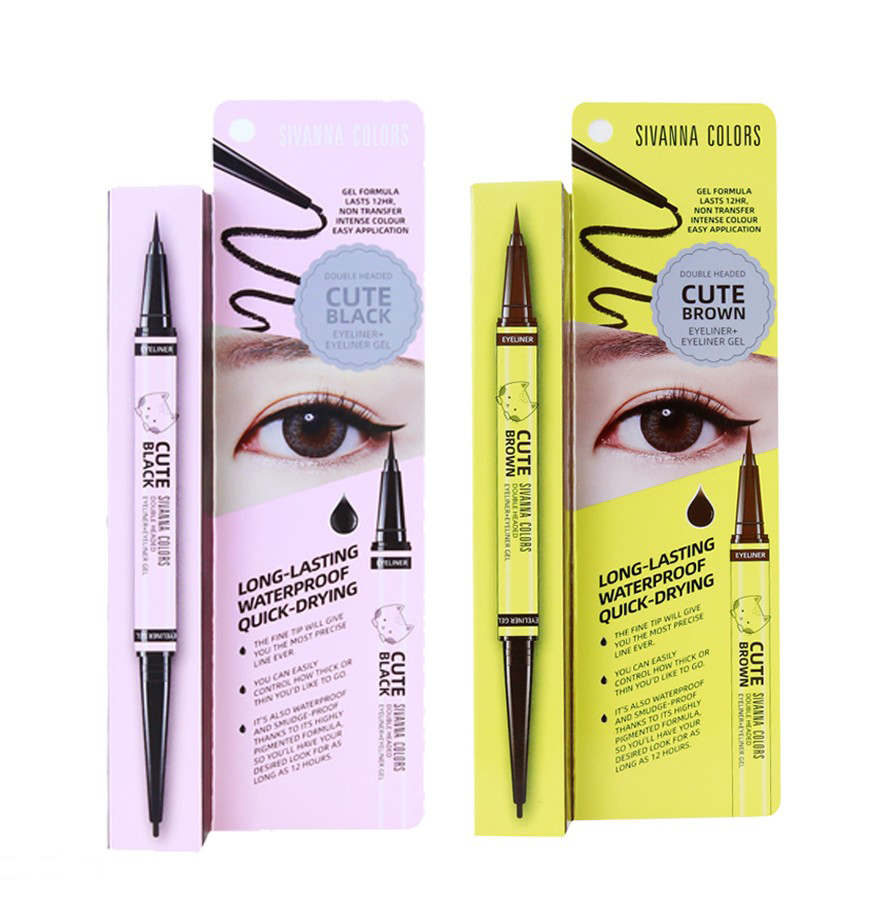 SIVANNA COLORS
GEL FORMULA
LASTS 12HR,
NON TRANSFER
INTENSE COLOUR
EASY APPLICATION
DOUBLE HEADED
CUTE
BLACK
EYELINER+
EYELINER GEL
EYELINER
CUTE
BLACK
SIVANNA COLORS
DOUBLE HEADED
EYELINER+EYELINER GEL
EYELINER GEL
LONG-LASTING
WATERPROOF
QUICK-DRYING
THE FINE TIP WILL GIVE
YOU THE MOST PRECISE
LINE EVER.
YOU CAN EASILY
CONTROL HOW THICK OR
THIN YOU'D LIKE TO GO.
IT'S ALSO WATERPROOF
AND SMUDGE-PROOF
THANKS TO ITS HIGHLY
PIGMENTED FORMULA,
SO YOU'LL HAVE YOUR
DESIRED LOOK FOR AS
LONG AS 12 HOURS.
EYELINER
CUTE
BLACK
SIVANNA COLORS
DOUBLE HEADED
EYELINER+EYELINER GEL
SIVANNA COLORS
GEL FORMULA
LASTS 12HR,
NON TRANSFER
INTENSE COLOUR
EASY APPLICATION
DOUBLE HEADED
CUTE
BROWN
EYELINER+
EYELINER GEL
EYELINER
CUTE
BROWN
SIVANNA COLORS
DOUBLE HEADED
EYELINER+EYELINER GEL
EYELINER GEL
LONG-LASTING
WATERPROOF
QUICK-DRYING
THE FINE TIP WILL GIVE
YOU THE MOST PRECISE
LINE EVER.
YOU CAN EASILY
CONTROL HOW THICK OR
THIN YOU'D LIKE TO GO.
IT'S ALSO WATERPROOF
AND SMUDGE-PROOF
THANKS TO ITS HIGHLY
PIGMENTED FORMULA,
SO YOU'LL HAVE YOUR
DESIRED LOOK FOR AS
LONG AS 12 HOURS.
EYELINER
CUTE
BROWN
SIVANNA COLORS
DOUBLE HEADED
EYELINER+EYELINER GEL